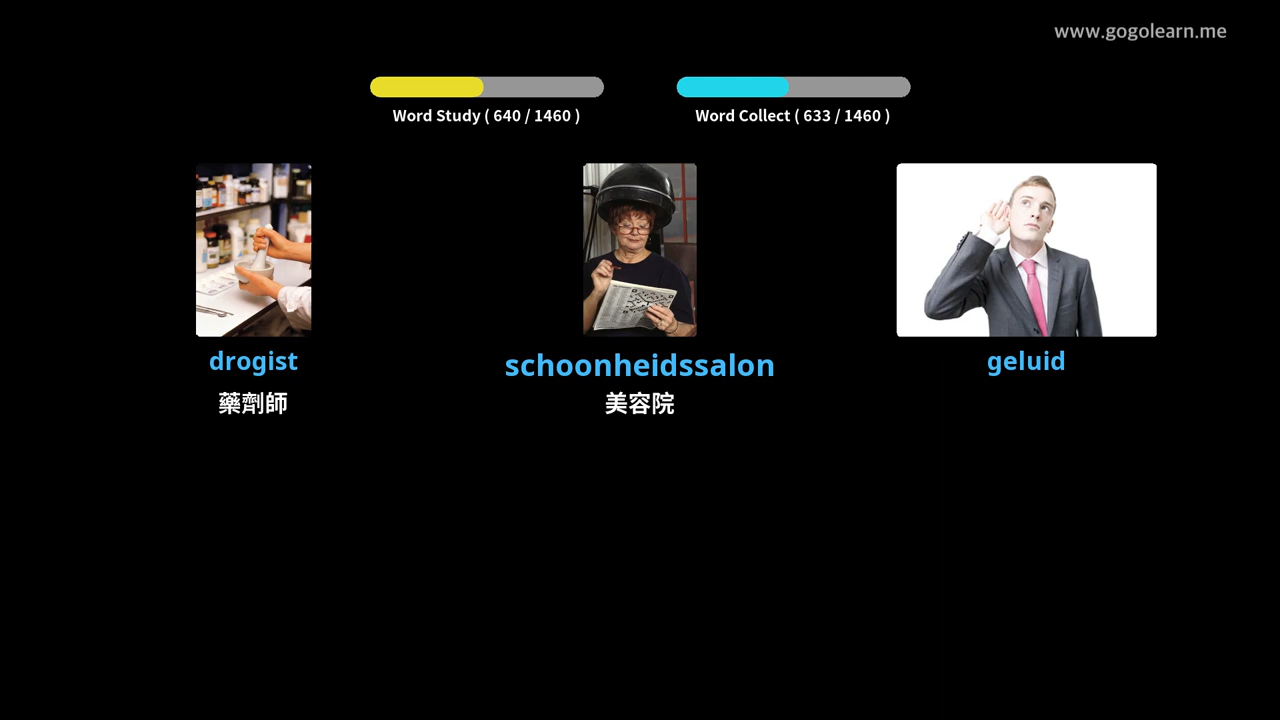 www.gogolearn.me
Word Study ( 640 / 1460 )
Word Collect ( 633 / 1460 )
drogist
schoonheidssalon
geluid
藥劑師
美容院